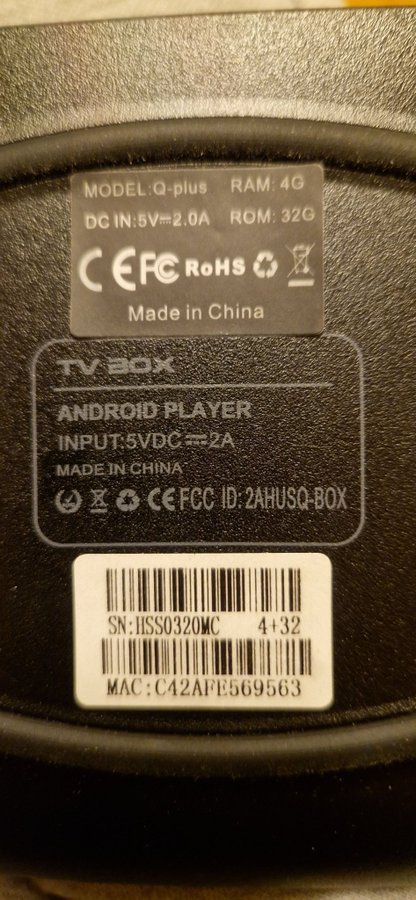 MODEL:Q-plus RAM: 4G
DC IN:5V⎓2.0A ROM: 32G
CE FC RoHS
Made in China
TV BOX
ANDROID PLAYER
INPUT:5VDC⎓2A
MADE IN CHINA
CE FCC ID: 2AHUSQ-BOX
SN:HSS0320MC 4+32
MAC:C42AFE569563